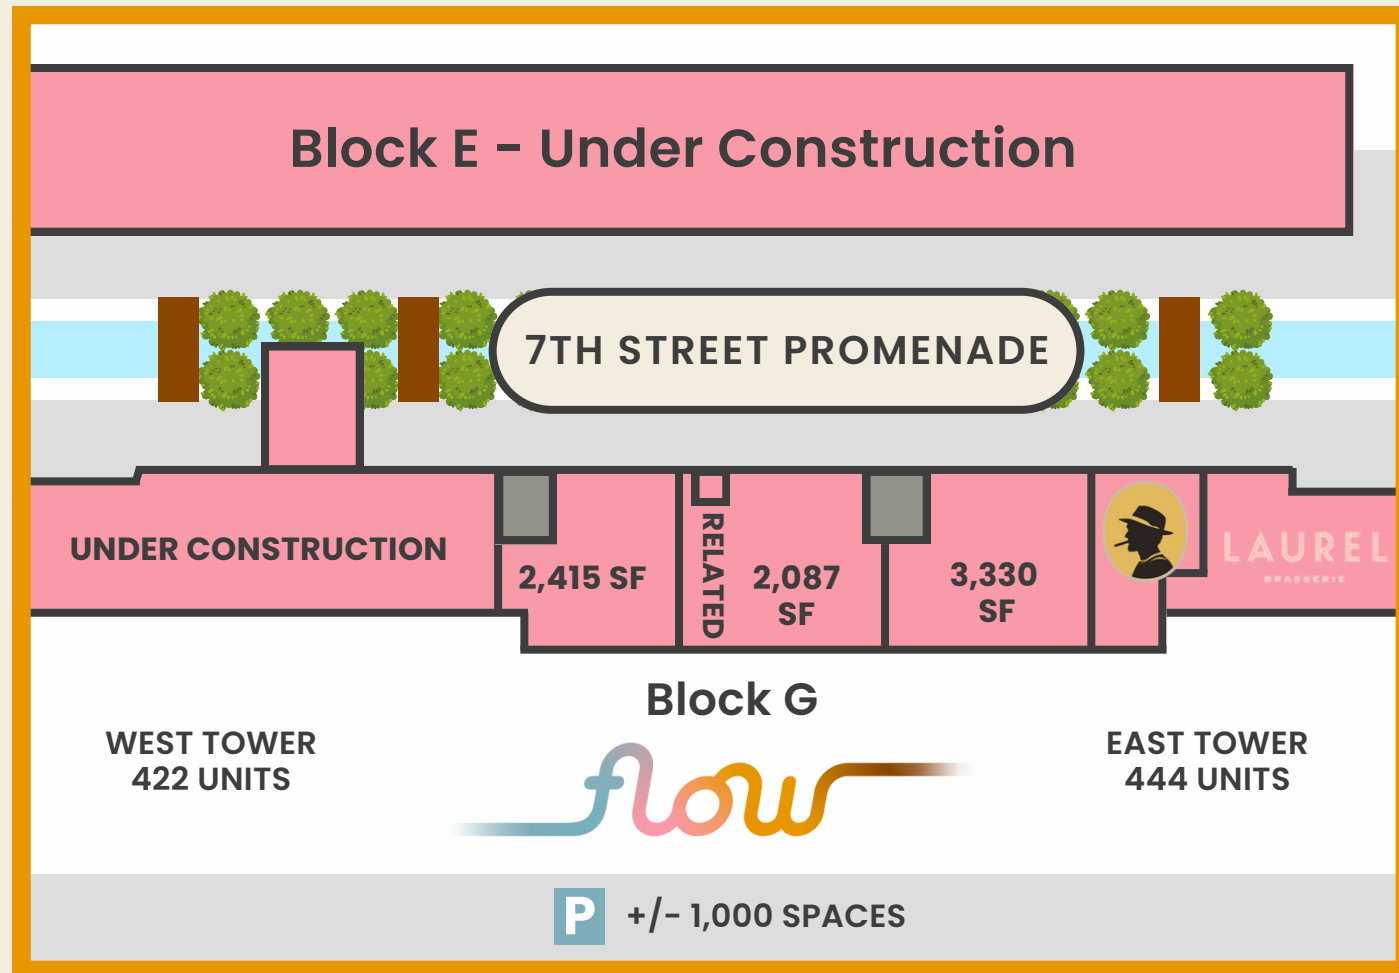 Block E - Under Construction
7TH STREET PROMENADE
UNDER CONSTRUCTION
2,415 SF
RELATED
2,087
SF
3,330
SF
LAUREL
BRASSERIE
Block G
flow
WEST TOWER
422 UNITS
EAST TOWER
444 UNITS
P +/- 1,000 SPACES